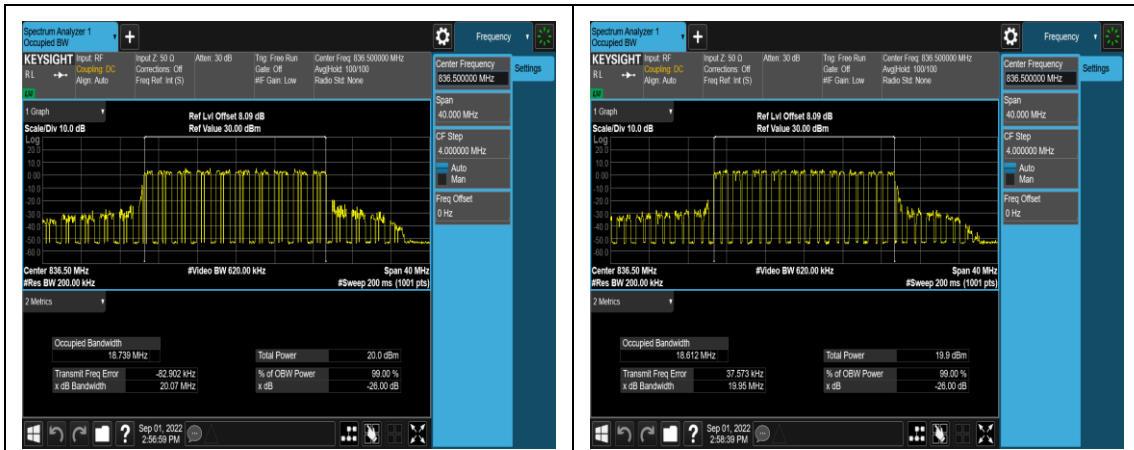 Spectrum Analyzer 1
Occupied BW
+
Frequency
KEYSIGHT
RL
Input: RF
Coupling: DC
Align: Auto
Input Z: 50 Ω
Corrections: Off
Freq Ref: Int (S)
Atten: 30 dB
Trig: Free Run
Gate: Off
#IF Gain: Low
Center Freq: 836.500000 MHz
Avg|Hold: 100/100
Radio Std: None
LXI
Center Frequency
836.500000 MHz
Settings
Span
40.000 MHz
CF Step
4.000000 MHz
Auto
Man
Freq Offset
0 Hz
1 Graph
Scale/Div 10.0 dB
Ref Lvl Offset 8.09 dB
Ref Value 30.00 dBm
Log
20.0
10.0
0.00
-10.0
-20.0
-30.0
-40.0
-50.0
-60.0
Center 836.50 MHz
#Video BW 620.00 kHz
Span 40 MHz
#Res BW 200.00 kHz
#Sweep 200 ms (1001 pts)
2 Metrics
Occupied Bandwidth
18.739 MHz
Total Power 20.0 dBm
Transmit Freq Error -82.902 kHz
% of OBW Power 99.00 %
x dB Bandwidth 20.07 MHz
x dB -26.00 dB
?
Sep 01, 2022
2:56:59 PM
Spectrum Analyzer 1
Occupied BW
+
Frequency
KEYSIGHT
RL
Input: RF
Coupling: DC
Align: Auto
Input Z: 50 Ω
Corrections: Off
Freq Ref: Int (S)
Atten: 30 dB
Trig: Free Run
Gate: Off
#IF Gain: Low
Center Freq: 836.500000 MHz
Avg|Hold: 100/100
Radio Std: None
LXI
Center Frequency
836.500000 MHz
Settings
Span
40.000 MHz
CF Step
4.000000 MHz
Auto
Man
Freq Offset
0 Hz
1 Graph
Scale/Div 10.0 dB
Ref Lvl Offset 8.09 dB
Ref Value 30.00 dBm
Log
20.0
10.0
0.00
-10.0
-20.0
-30.0
-40.0
-50.0
-60.0
Center 836.50 MHz
#Video BW 620.00 kHz
Span 40 MHz
#Res BW 200.00 kHz
#Sweep 200 ms (1001 pts)
2 Metrics
Occupied Bandwidth
18.612 MHz
Total Power 19.9 dBm
Transmit Freq Error 37.573 kHz
% of OBW Power 99.00 %
x dB Bandwidth 19.95 MHz
x dB -26.00 dB
?
Sep 01, 2022
2:58:39 PM